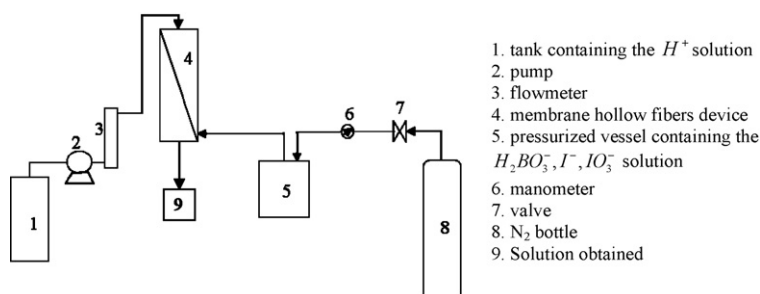 1
2
3
4
5
6
7
8
9
1. tank containing the H⁺ solution
2. pump
3. flowmeter
4. membrane hollow fibers device
5. pressurized vessel containing the
H₂BO₃⁻, I⁻, IO₃⁻ solution
6. manometer
7. valve
8. N₂ bottle
9. Solution obtained